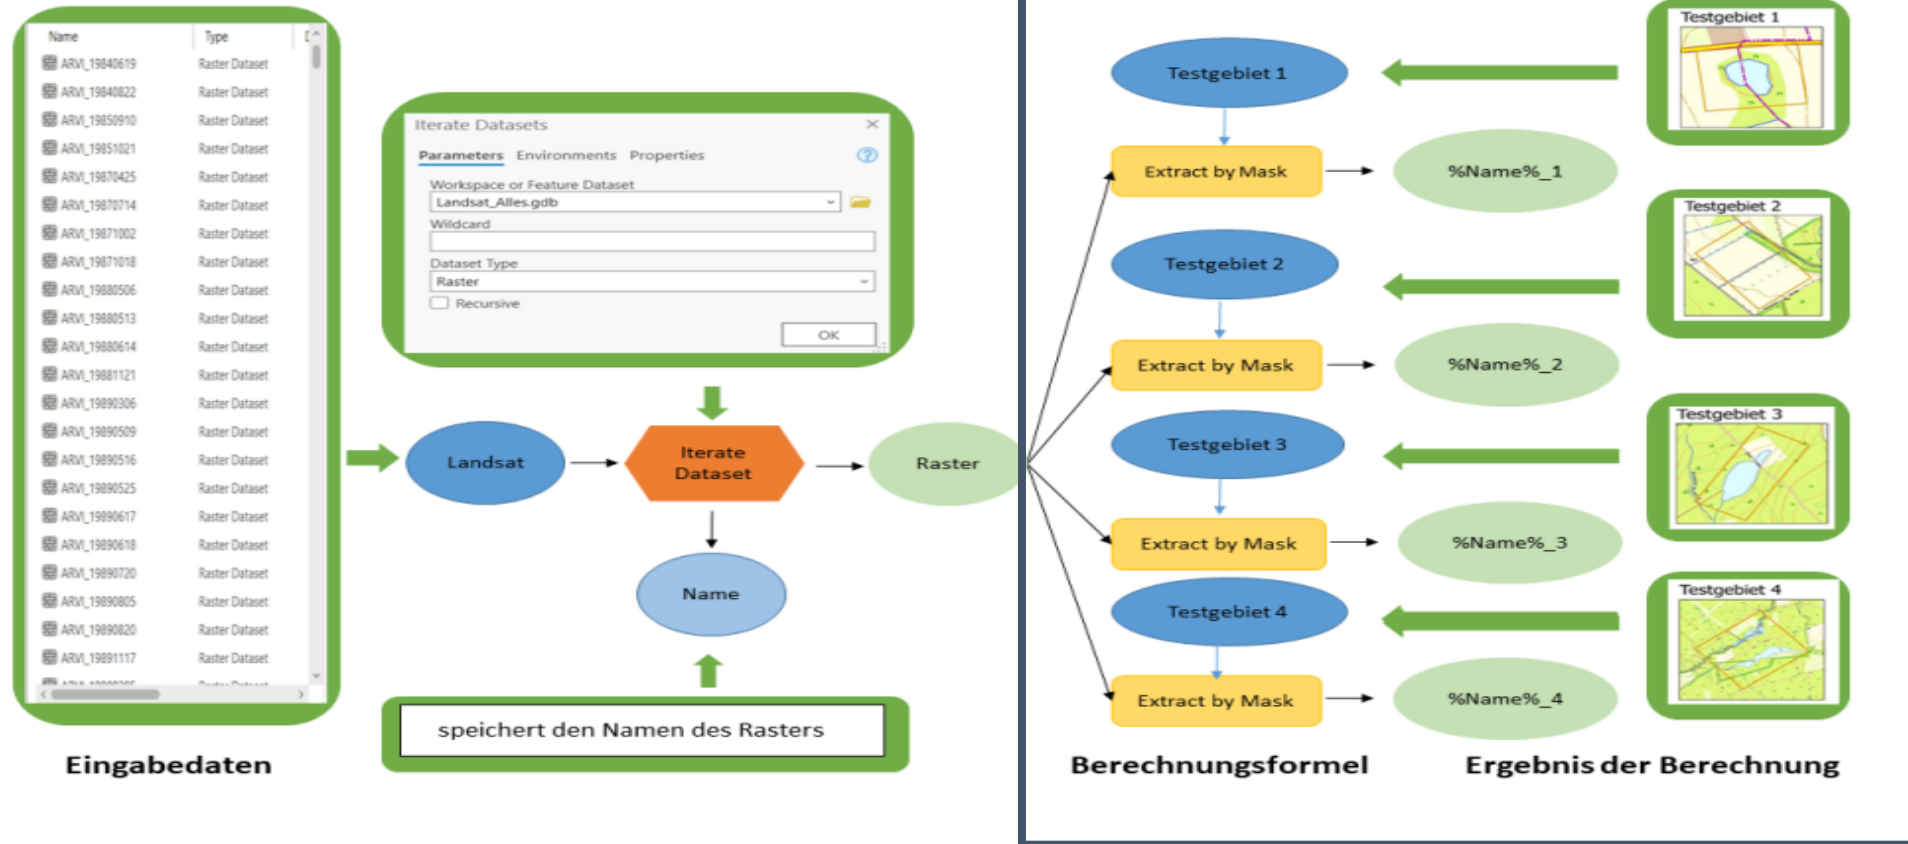 Name Type
ARVI_19840619 Raster Dataset
ARVI_19840822 Raster Dataset
ARVI_19850910 Raster Dataset
ARVI_19851021 Raster Dataset
ARVI_19870425 Raster Dataset
ARVI_19870714 Raster Dataset
ARVI_19871002 Raster Dataset
ARVI_19871018 Raster Dataset
ARVI_19880506 Raster Dataset
ARVI_19880513 Raster Dataset
ARVI_19880614 Raster Dataset
ARVI_19881121 Raster Dataset
ARVI_19890306 Raster Dataset
ARVI_19890509 Raster Dataset
ARVI_19890516 Raster Dataset
ARVI_19890525 Raster Dataset
ARVI_19890617 Raster Dataset
ARVI_19890618 Raster Dataset
ARVI_19890720 Raster Dataset
ARVI_19890805 Raster Dataset
ARVI_19890820 Raster Dataset
ARVI_19891117 Raster Dataset
Eingabedaten
Iterate Datasets
Parameters Environments Properties
Workspace or Feature Dataset
Landsat_Alles.gdb
Wildcard
Dataset Type
Raster
Recursive
OK
Landsat
Iterate
Dataset
Raster
Name
speichert den Namen des Rasters
Testgebiet 1
Extract by Mask
%Name%_1
Testgebiet 1
Testgebiet 2
Extract by Mask
%Name%_2
Testgebiet 2
Testgebiet 3
Extract by Mask
%Name%_3
Testgebiet 3
Testgebiet 4
Extract by Mask
%Name%_4
Testgebiet 4
Berechnungsformel
Ergebnis der Berechnung